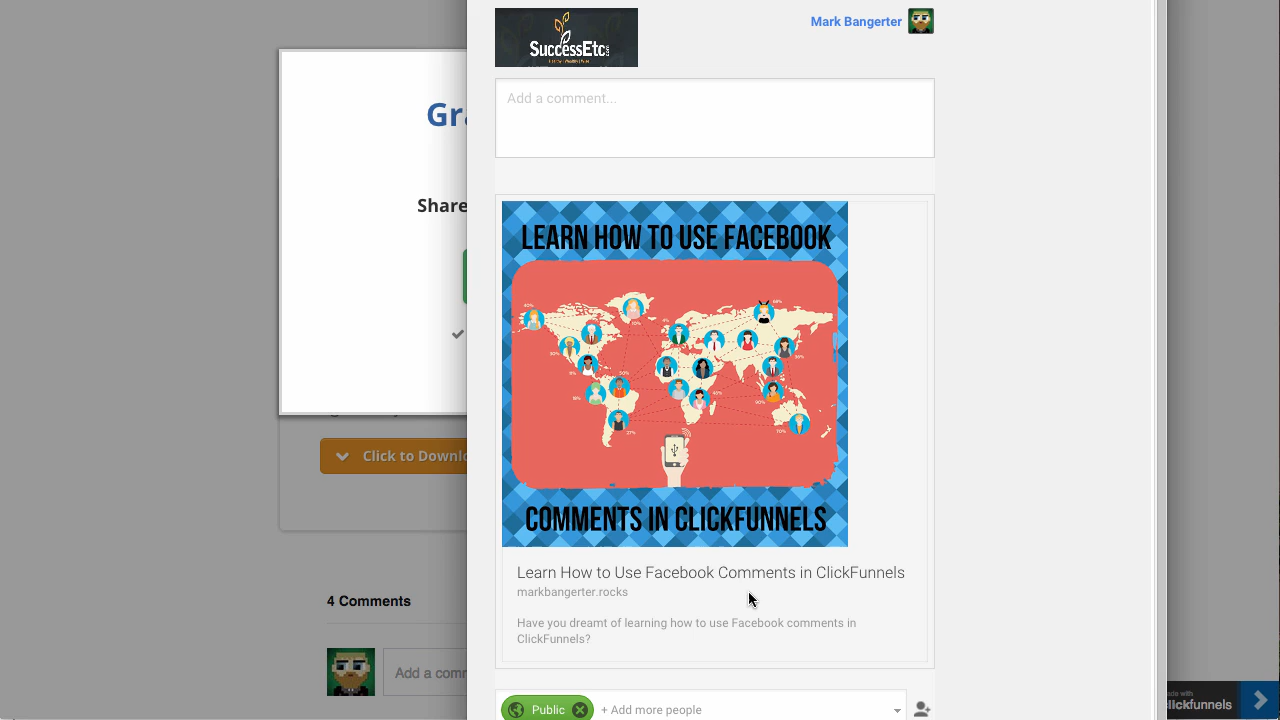 SuccessEtc
Mark Bangerter
Add a comment...
Gra
Share
LEARN HOW TO USE FACEBOOK
COMMENTS IN CLICKFUNNELS
Click to Downlo
Learn How to Use Facebook Comments in ClickFunnels
markbangerter.rocks
Have you dreamt of learning how to use Facebook comments in
ClickFunnels?
4 Comments
Add a comm
Public
+ Add more people
clickfunnels